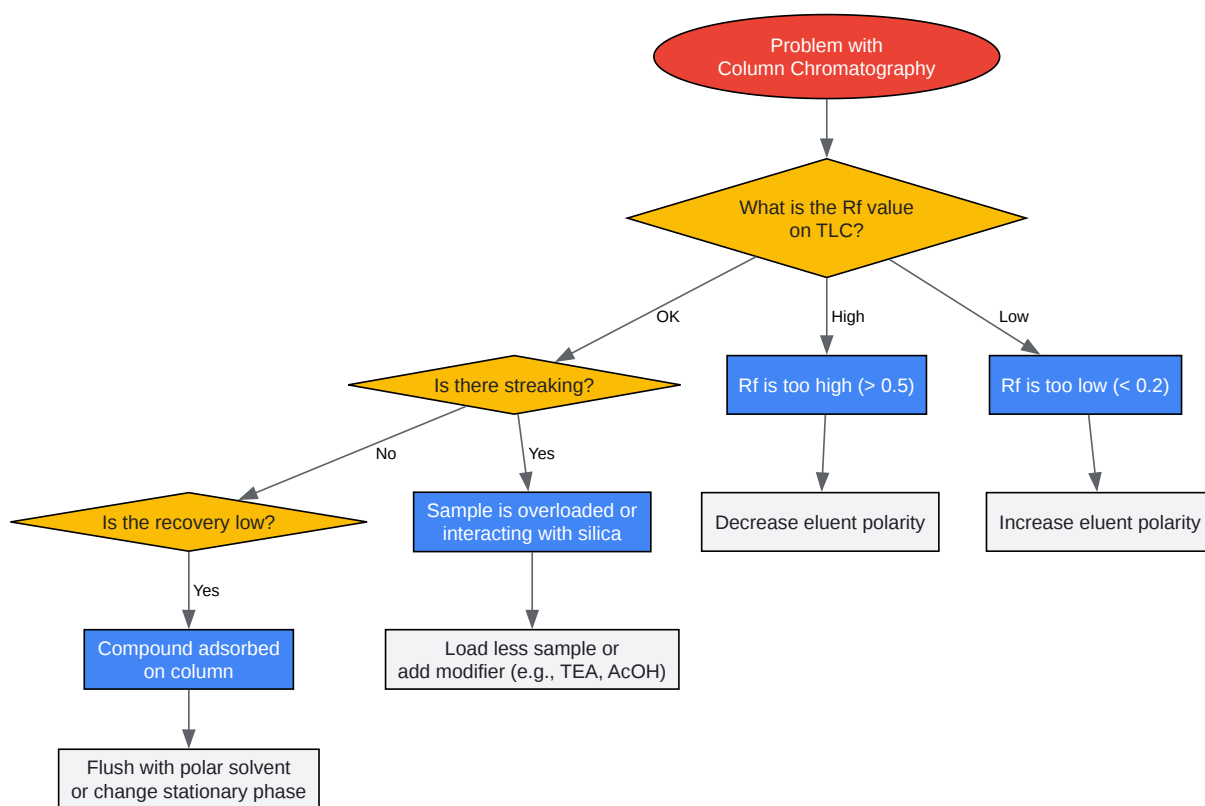 Problem with
Column Chromatography
What is the Rf value
on TLC?
OK
High
Low
Is there streaking?
Rf is too high (> 0.5)
Rf is too low (< 0.2)
No
Yes
Is the recovery low?
Sample is overloaded or
interacting with silica
Decrease eluent polarity
Increase eluent polarity
Yes
Compound adsorbed
on column
Load less sample or
add modifier (e.g., TEA, AcOH)
Flush with polar solvent
or change stationary phase